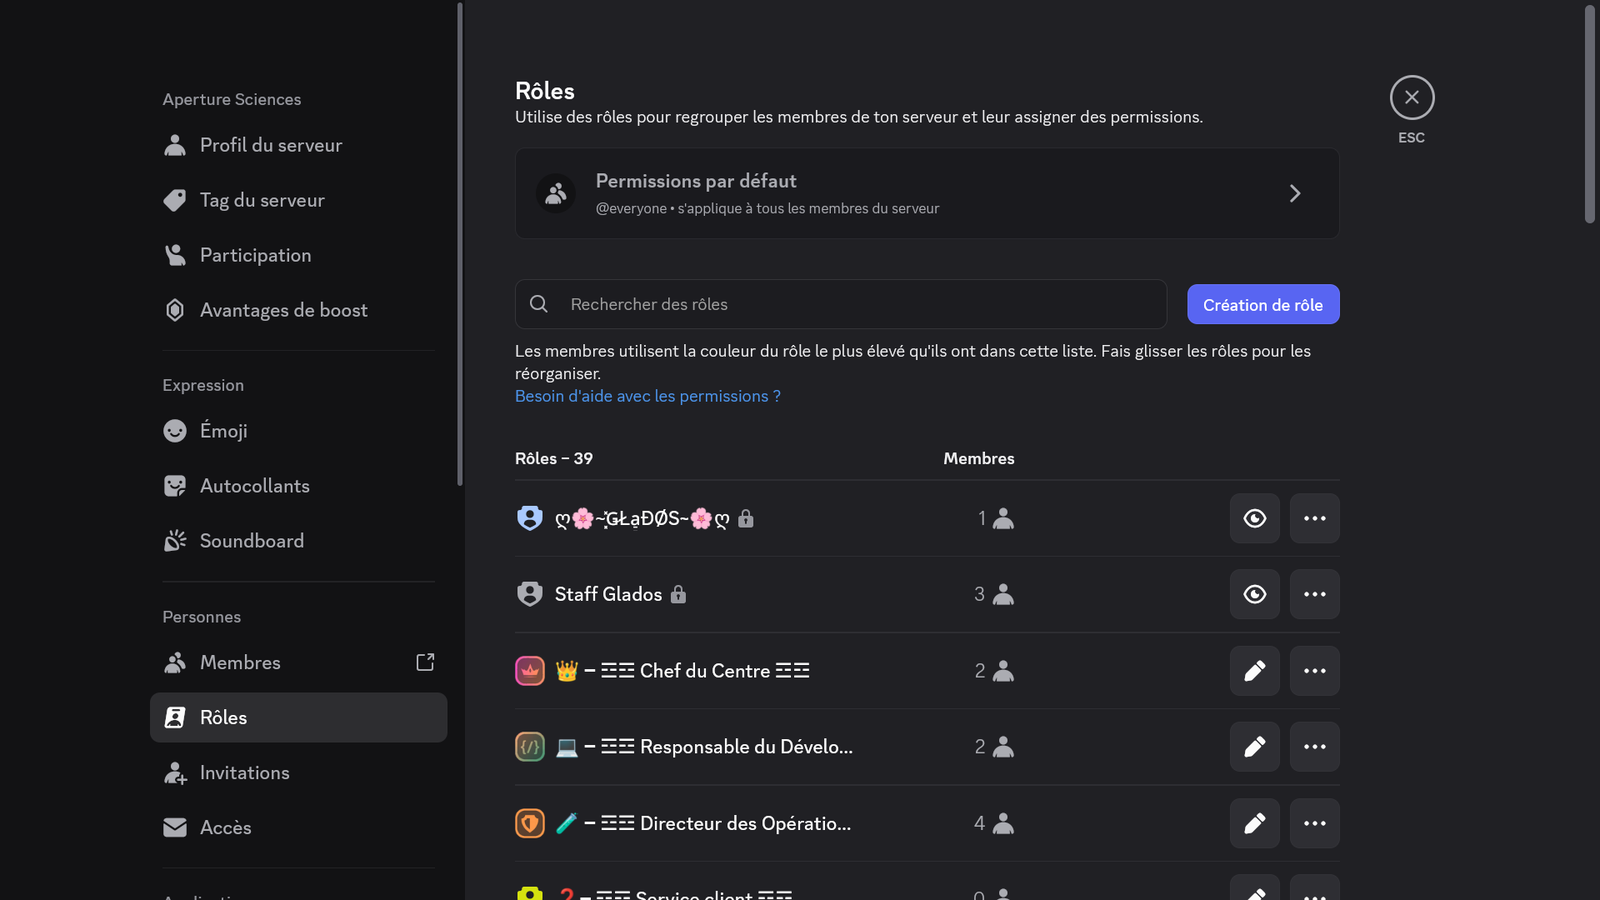 Aperture Sciences
Profil du serveur
Tag du serveur
Participation
Avantages de boost
Expression
Émoji
Autocollants
Soundboard
Personnes
Membres
Rôles
Invitations
Accès
Rôles
Utilise des rôles pour regrouper les membres de ton serveur et leur assigner des permissions.
ESC
Permissions par défaut
@everyone • s'applique à tous les membres du serveur
Rechercher des rôles
Création de rôle
Les membres utilisent la couleur du rôle le plus élevé qu'ils ont dans cette liste. Fais glisser les rôles pour les
réorganiser.
Besoin d'aide avec les permissions ?
Rôles – 39 Membres
ღ🌸~GŁaĐØS~🌸ღ 1
Staff Glados 3
👑 – ☲☲ Chef du Centre ☲☲ 2
💻 – ☲☲ Responsable du Dévelo... 2
🧪 – ☲☲ Directeur des Opératio... 4
❓ – ☲☲ Service client ☲☲ 0